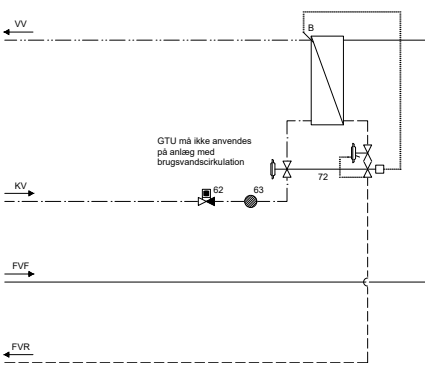 VV
B
GTU må ikke anvendes
på anlæg med
brugsvandscirkulation
72
KV
62
63
FVF
FVR